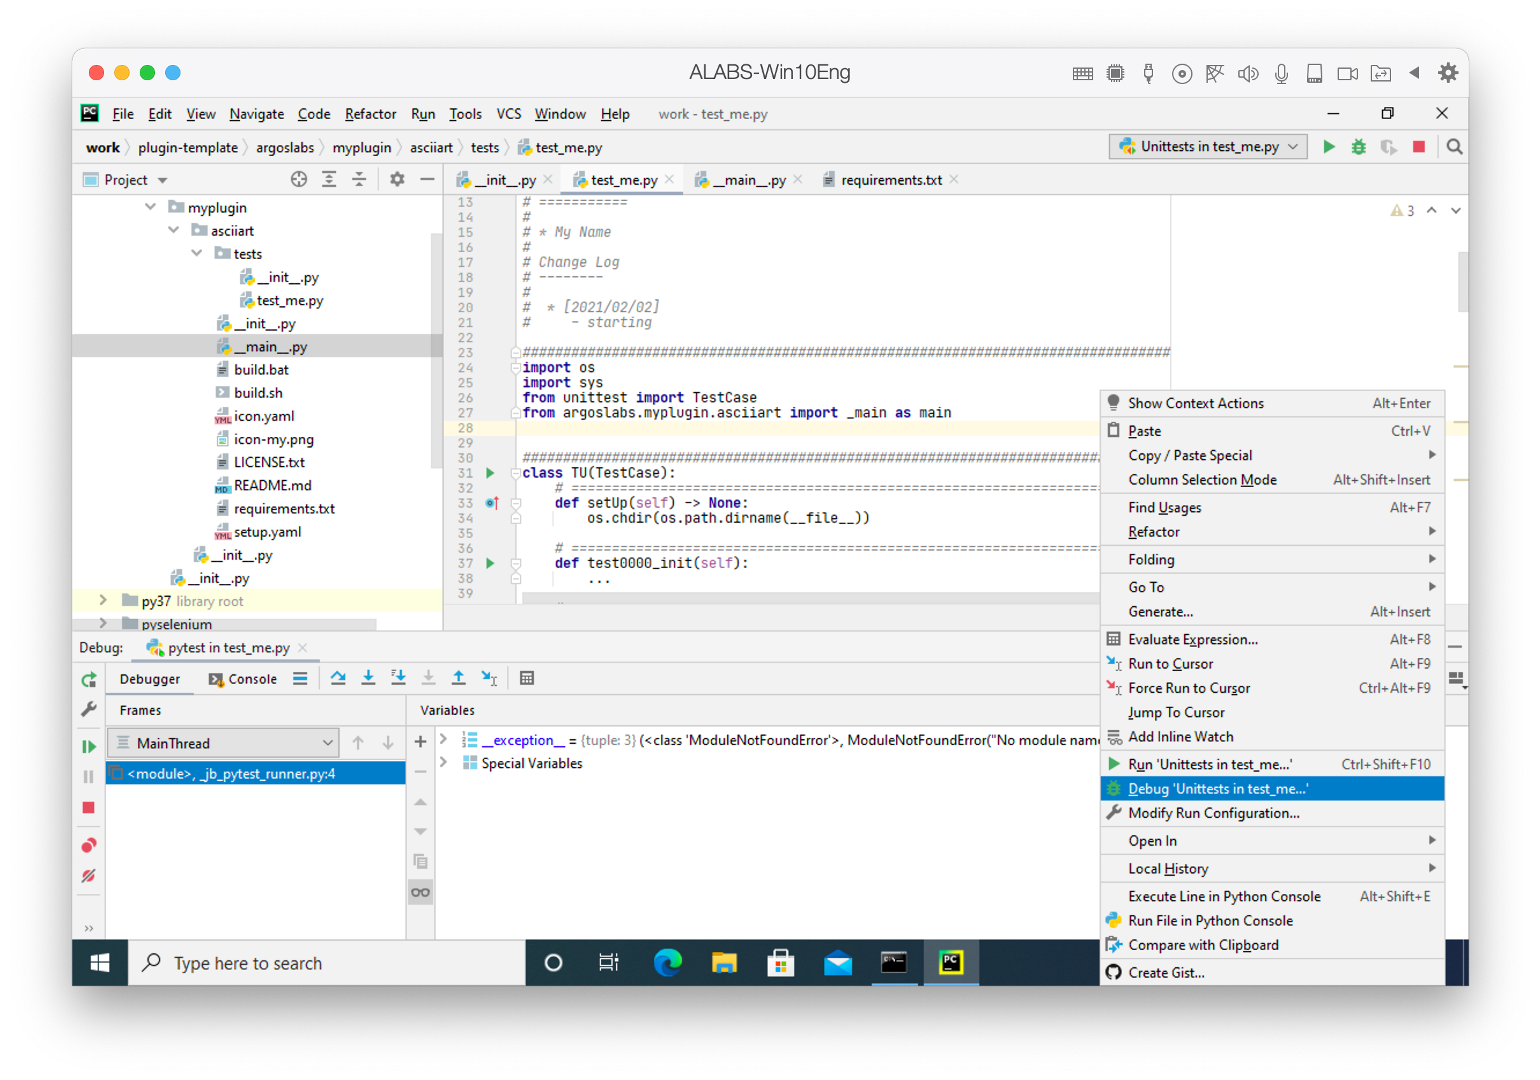 ALABS-Win10Eng
PC File Edit View Navigate Code Refactor Run Tools VCS Window Help work - test_me.py
work plugin-template argoslabs myplugin asciiart tests test_me.py Unittests in test_me.py
Project
__init__.py test_me.py __main__.py requirements.txt
myplugin
asciiart
tests
__init__.py
test_me.py
__init__.py
__main__.py
build.bat
build.sh
YML icon.yaml
icon-my.png
LICENSE.txt
MD README.md
requirements.txt
YML setup.yaml
__init__.py
__init__.py
py37 library root
pyselenium
3
13 # ===========
14 #
15 # * My Name
16 #
17 # Change Log
18 # --------
19 #
20 #  * [2021/02/02]
21 #     - starting
22
23 ################################################################################
24 import os
25 import sys
26 from unittest import TestCase
27 from argoslabs.myplugin.asciiart import _main as main
28
29
30 ########################################################################
31 class TU(TestCase):
32     # =================================================================
33     def setUp(self) -> None:
34         os.chdir(os.path.dirname(__file__))
35
36     # =================================================================
37     def test0000_init(self):
38         ...
39
Show Context Actions Alt+Enter
Paste Ctrl+V
Copy / Paste Special
Column Selection Mode Alt+Shift+Insert
Find Usages Alt+F7
Refactor
Folding
Go To
Generate... Alt+Insert
Evaluate Expression... Alt+F8
Run to Cursor Alt+F9
Force Run to Cursor Ctrl+Alt+F9
Jump To Cursor
Add Inline Watch
Run 'Unittests in test_me...' Ctrl+Shift+F10
Debug 'Unittests in test_me...'
Modify Run Configuration...
Open In
Local History
Execute Line in Python Console Alt+Shift+E
Run File in Python Console
Compare with Clipboard
Create Gist...
Debug: pytest in test_me.py
Debugger Console
Frames Variables
MainThread
<module>, _jb_pytest_runner.py:4
__exception__ = {tuple: 3} (<class 'ModuleNotFoundError'>, ModuleNotFoundError("No module name
Special Variables
Type here to search
PC